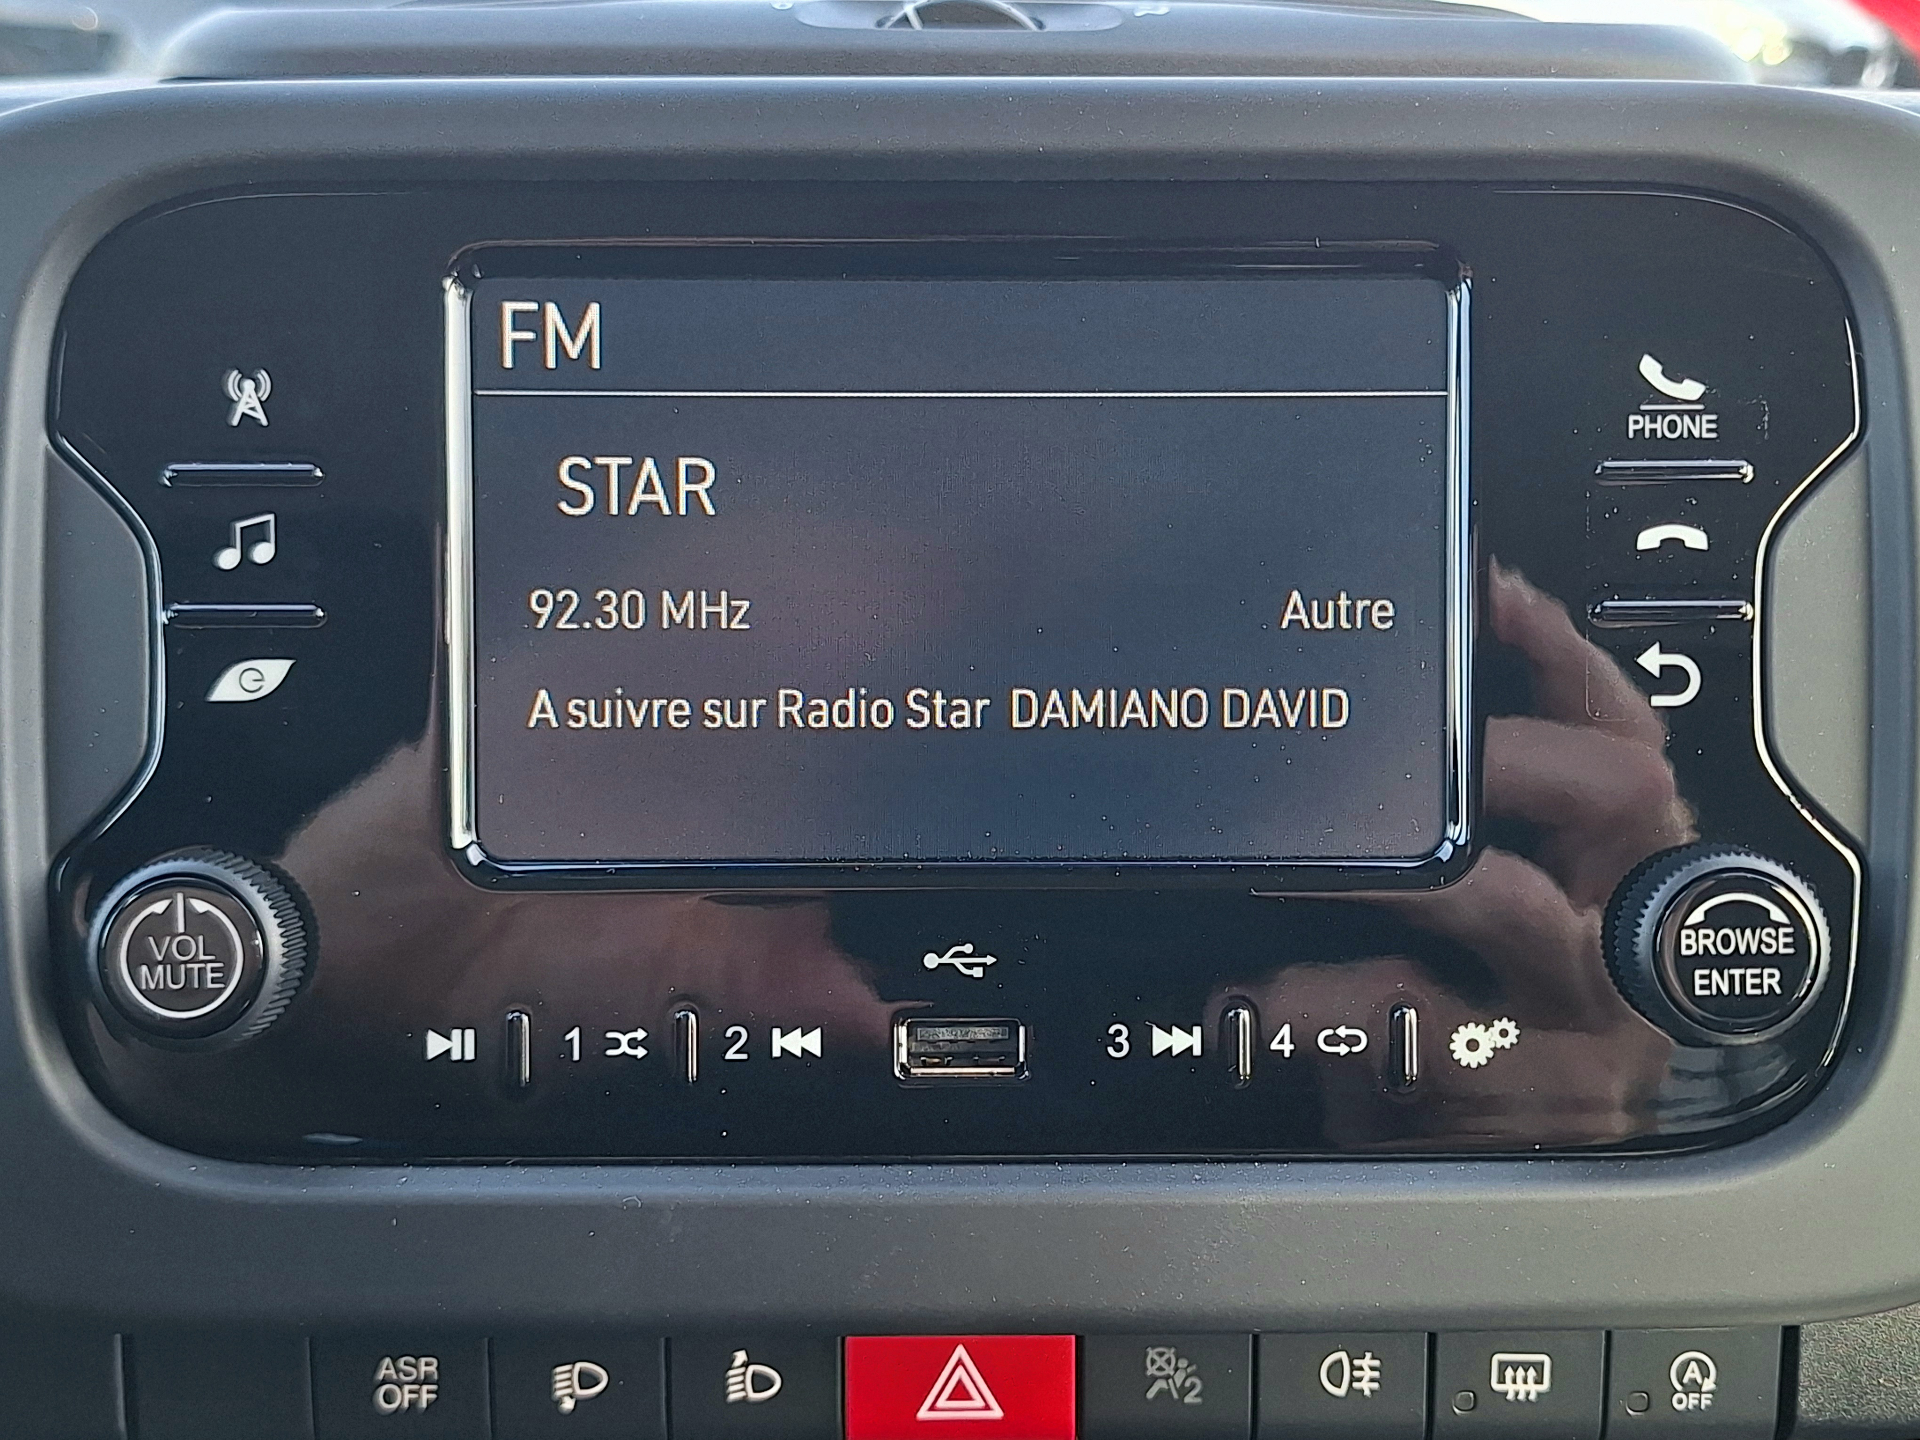 FM
STAR
PHONE
92.30 MHz Autre
A suivre sur Radio Star DAMIANO DAVID
VOL
MUTE
BROWSE
ENTER
1 2 3 4
ASR
OFF
2
A
OFF